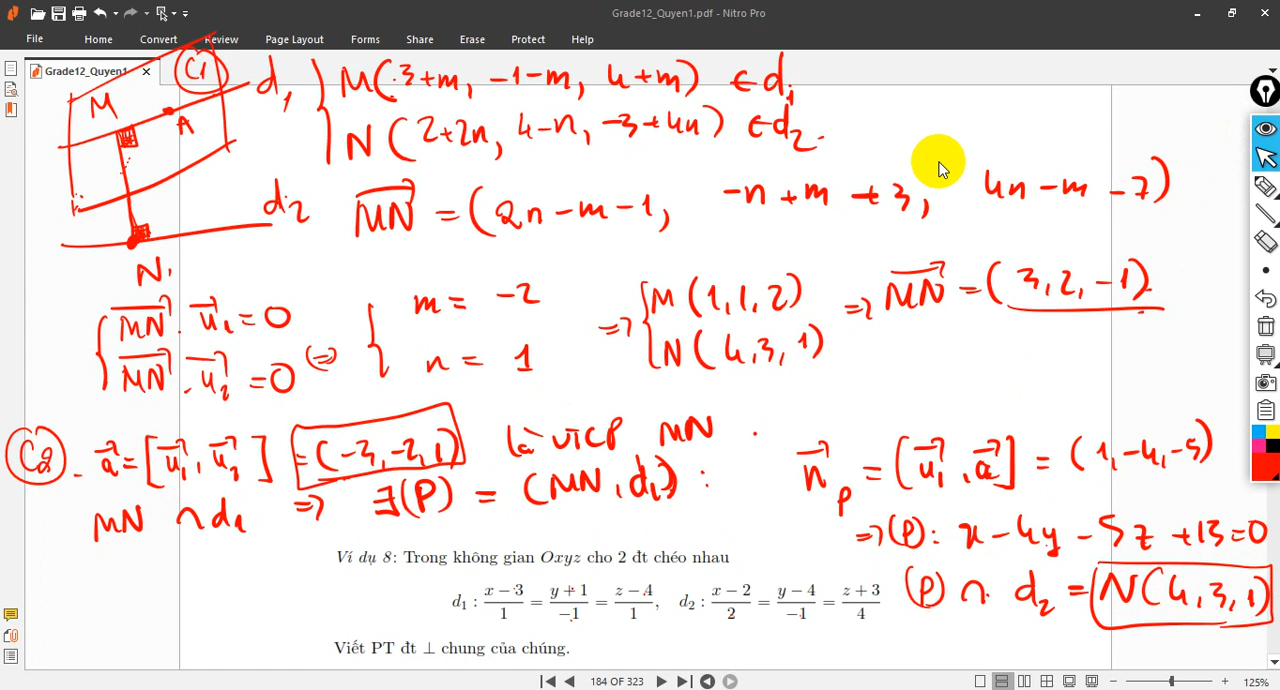 Grade12_Quyen1.pdf - Nitro Pro
File Home Convert Review Page Layout Forms Share Erase Protect Help
Grade12_Quyen1 ×
C1
d1 { M(3+m, -1-m, 4+m) ∈ d1
N(2+2n, 4-n, -3+4n) ∈ d2.
M A
d2 MN = (2n-m-1, -n+m+3, 4n-m-7)
N.
{ MN . u1 = 0
MN . u2 = 0 (=) { m = -2
n = 1
=> { M(1,1,2)
N(4,3,1) => MN = (3,2,-1)
C2 - a = [u1, u2] = (-3,-2,1) là VTCP MN.
MN ∩ d1 => ∃(P) = (MN, d1) :
nP = [u1, a] = (1,-4,-5)
=> (P): x - 4y - 5z + 13 = 0
(P) ∩ d2 = N(4,3,1)
Ví dụ 8: Trong không gian Oxyz cho 2 đt chéo nhau
d1 : (x − 3)/1 = (y + 1)/−1 = (z − 4)/1, d2 : (x − 2)/2 = (y − 4)/−1 = (z + 3)/4
Viết PT đt ⊥ chung của chúng.
184 OF 323
125%